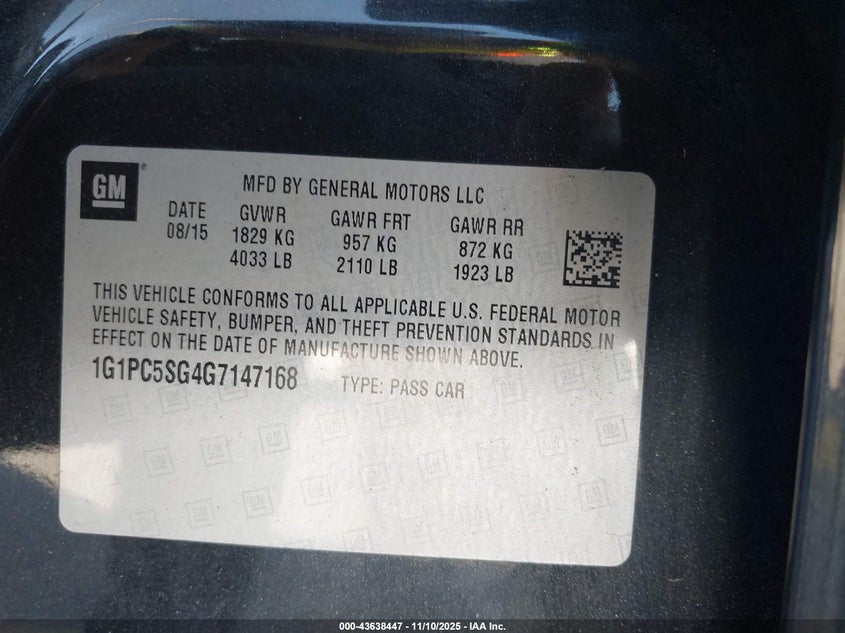 GM®
MFD BY GENERAL MOTORS LLC
DATE GVWR GAWR FRT GAWR RR
08/15 1829 KG 957 KG 872 KG
4033 LB 2110 LB 1923 LB
THIS VEHICLE CONFORMS TO ALL APPLICABLE U.S. FEDERAL MOTOR
VEHICLE SAFETY, BUMPER, AND THEFT PREVENTION STANDARDS IN
EFFECT ON THE DATE OF MANUFACTURE SHOWN ABOVE.
1G1PC5SG4G7147168 TYPE: PASS CAR
000-43638447 - 11/10/2025 - IAA Inc.